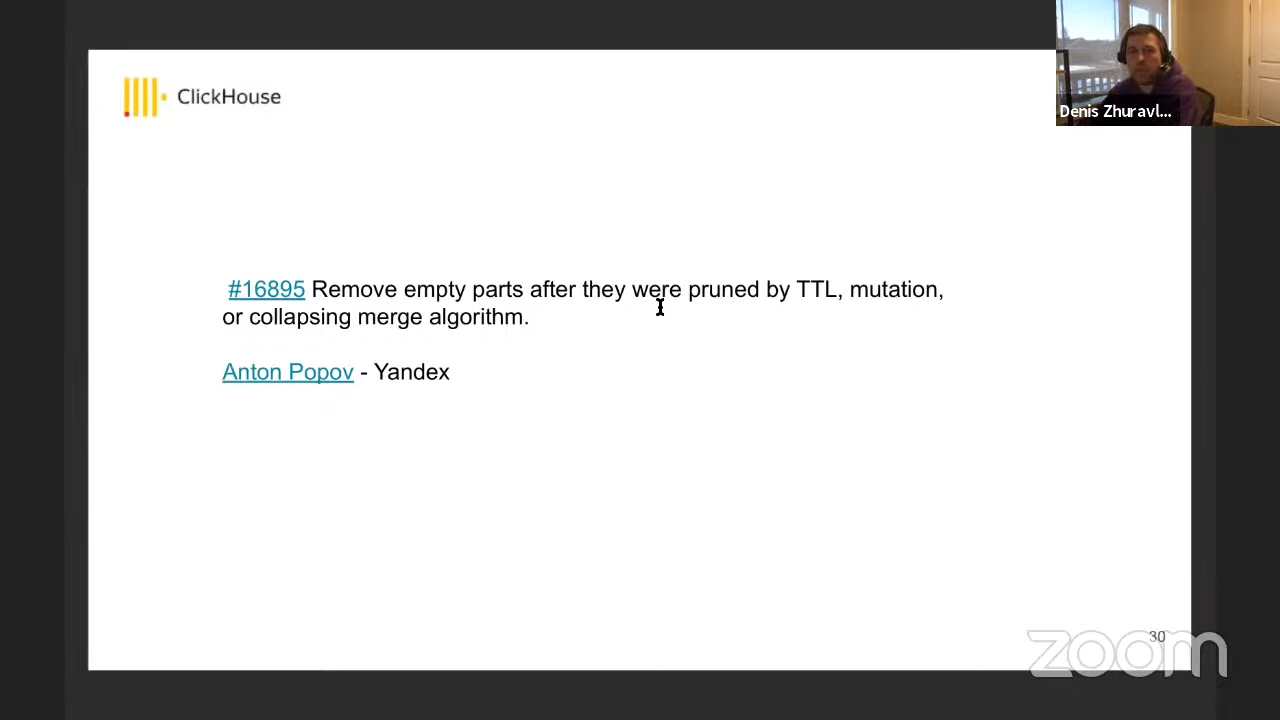 ClickHouse
Denis Zhuravl...
#16895 Remove empty parts after they were pruned by TTL, mutation,
or collapsing merge algorithm.
Anton Popov - Yandex
30
zoom